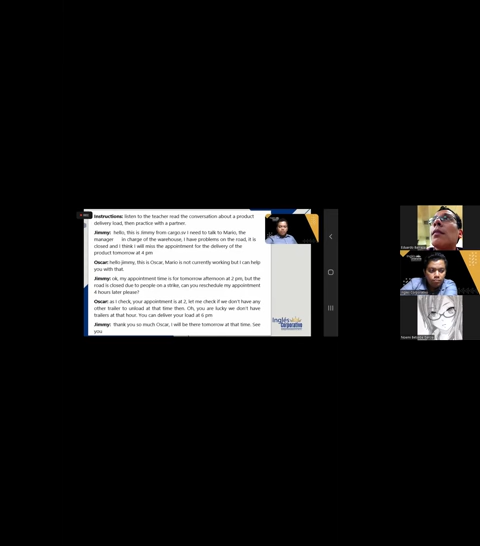 Instructions: listen to the teacher read the conversation about a product
delivery load, then practice with a partner.
Jimmy: hello, this is Jimmy from cargo.sv I need to talk to Mario, the
manager in charge of the warehouse, I have problems on the road, it is
closed and I think I will miss the appointment for the delivery of the
product tomorrow at 4 pm
Oscar: hello jimmy, this is Oscar, Mario is not currently working but I can help
you with that.
Jimmy: ok, my appointment time is for tomorrow afternoon at 2 pm, but the
road is closed due to people on a strike, can you reschedule my appointment
4 hours later please?
Oscar: as I check, your appointment is at 2, let me check if we don't have any
other trailer to unload at that time then. Oh, you are lucky we don't have
trailers at that hour. You can deliver your load at 6 pm
Jimmy: thank you so much Oscar, I will be there tomorrow at that time. See
you
Inglés
Corporativo